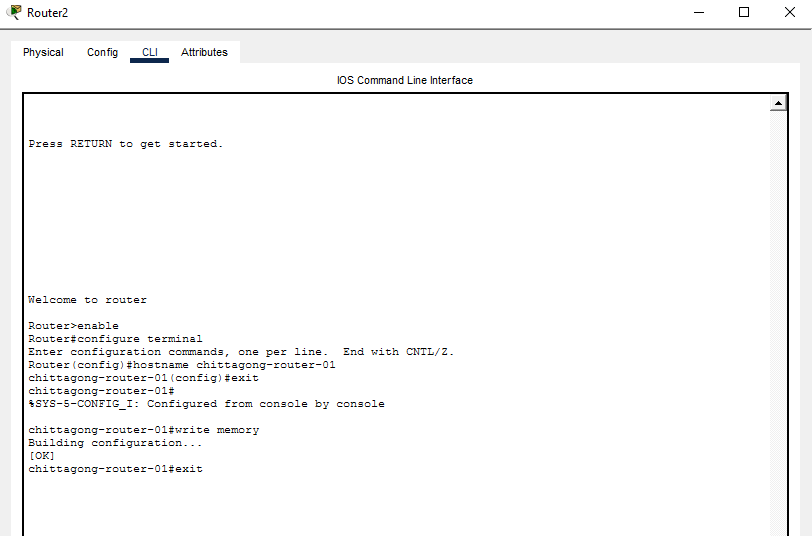 Router2
Physical Config CLI Attributes
IOS Command Line Interface
Press RETURN to get started.
Welcome to router
Router>enable
Router#configure terminal
Enter configuration commands, one per line.  End with CNTL/Z.
Router(config)#hostname chittagong-router-01
chittagong-router-01(config)#exit
chittagong-router-01#
%SYS-5-CONFIG_I: Configured from console by console
chittagong-router-01#write memory
Building configuration...
[OK]
chittagong-router-01#exit